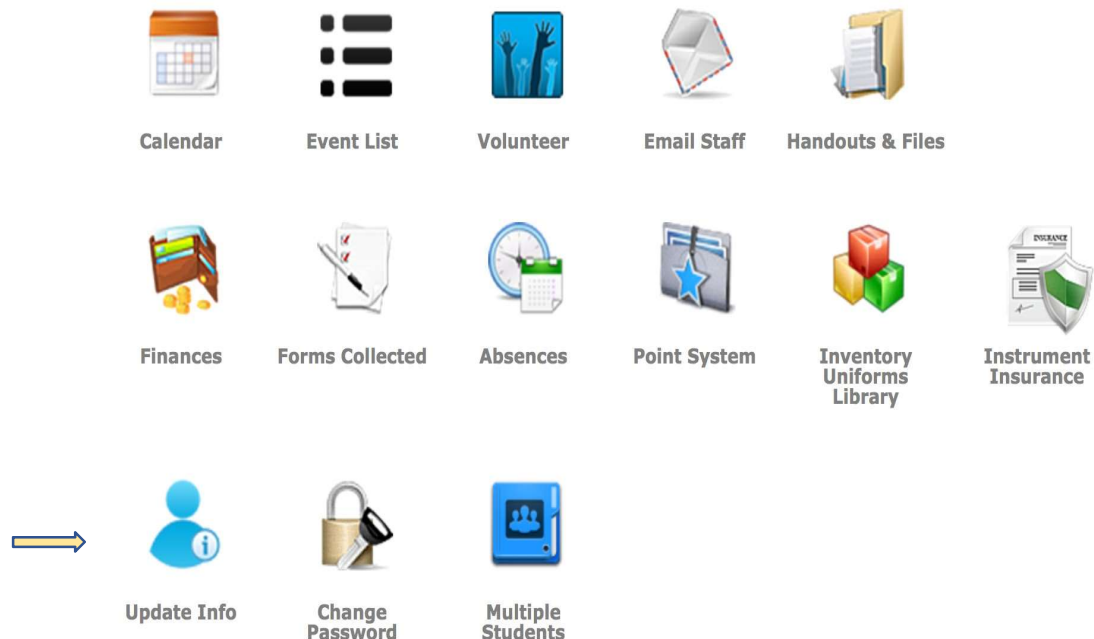 Calendar
Event List
Volunteer
Email Staff
Handouts & Files
INSURANCE
Finances
Forms Collected
Absences
Point System
Inventory
Uniforms
Library
Instrument
Insurance
Update Info
Change
Password
Multiple
Students